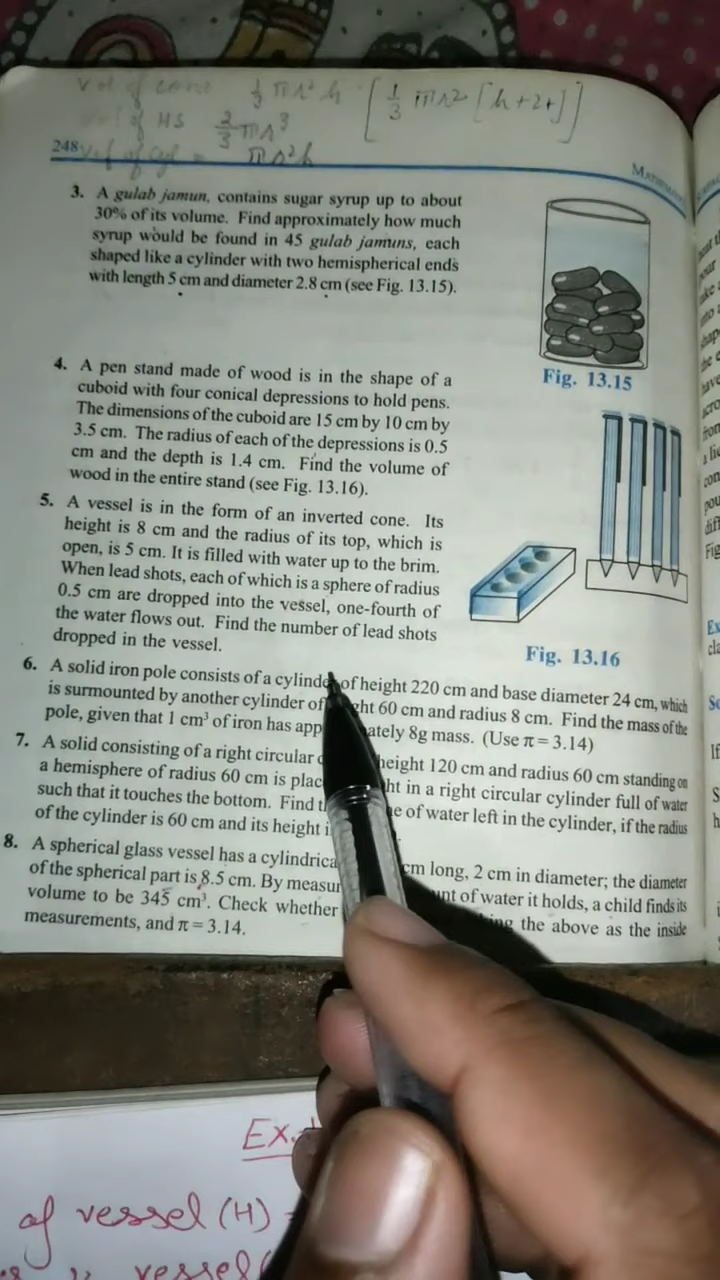 Vol of cone 1/3 πr²h [1/3 πr² [h+2r]]
vol of HS 2/3 πr³
Vol of Cyl = πr²h
248
3. A gulab jamun, contains sugar syrup up to about
30% of its volume. Find approximately how much
syrup would be found in 45 gulab jamuns, each
shaped like a cylinder with two hemispherical ends
with length 5 cm and diameter 2.8 cm (see Fig. 13.15).
Fig. 13.15
4. A pen stand made of wood is in the shape of a
cuboid with four conical depressions to hold pens.
The dimensions of the cuboid are 15 cm by 10 cm by
3.5 cm. The radius of each of the depressions is 0.5
cm and the depth is 1.4 cm. Find the volume of
wood in the entire stand (see Fig. 13.16).
5. A vessel is in the form of an inverted cone. Its
height is 8 cm and the radius of its top, which is
open, is 5 cm. It is filled with water up to the brim.
When lead shots, each of which is a sphere of radius
0.5 cm are dropped into the vessel, one-fourth of
the water flows out. Find the number of lead shots
dropped in the vessel.
Fig. 13.16
6. A solid iron pole consists of a cylinder of height 220 cm and base diameter 24 cm, which
is surmounted by another cylinder of height 60 cm and radius 8 cm. Find the mass of the
pole, given that 1 cm³ of iron has approximately 8g mass. (Use π = 3.14)
7. A solid consisting of a right circular height 120 cm and radius 60 cm standing on
a hemisphere of radius 60 cm is in a right circular cylinder full of water
such that it touches the bottom. Find of water left in the cylinder, if the radius
of the cylinder is 60 cm and its height
8. A spherical glass vessel has a cylindrical cm long, 2 cm in diameter; the diameter
of the spherical part is 8.5 cm. By of water it holds, a child finds its
volume to be 345 cm³. Check whether the above as the inside
measurements, and π = 3.14.
Ex.
of vessel (H)
vessel